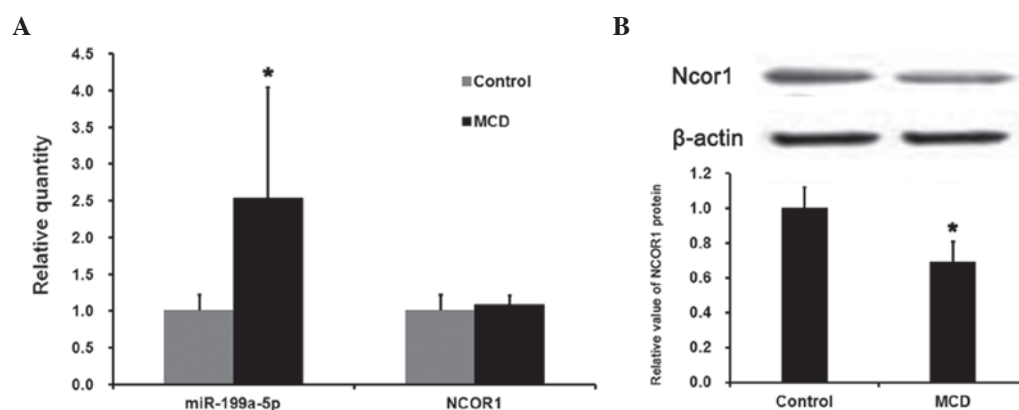 A
4.5
4.0
3.5
3.0
2.5
2.0
1.5
1.0
0.5
0.0
Relative quantity
*
Control
MCD
miR-199a-5p
NCOR1
B
Ncor1
β-actin
1.2
1.0
0.8
0.6
0.4
0.2
0.0
Relative value of NCOR1 protein
*
Control
MCD